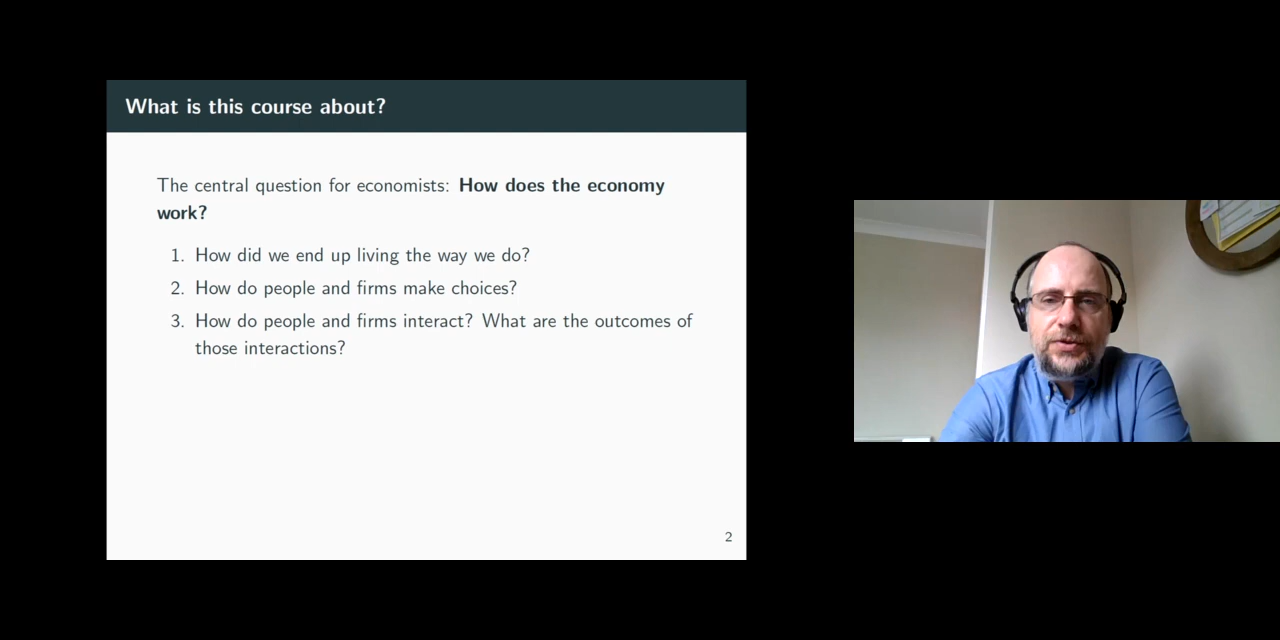 What is this course about?
The central question for economists: How does the economy
work?
1. How did we end up living the way we do?
2. How do people and firms make choices?
3. How do people and firms interact? What are the outcomes of
those interactions?
2